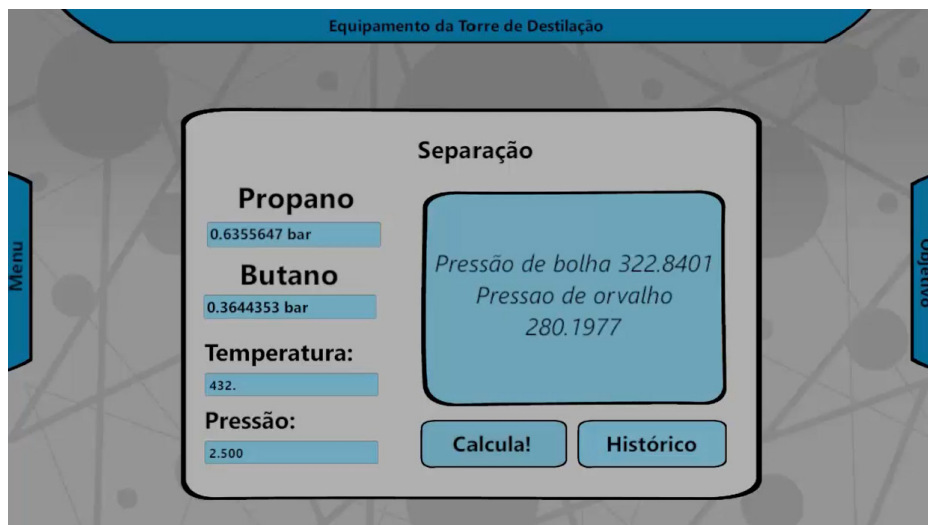 Equipamento da Torre de Destilação
Menu
Separação
Propano
0.6355647 bar
Butano
0.3644353 bar
Temperatura:
432.
Pressão:
2.500
Pressão de bolha 322.8401
Pressao de orvalho
280.1977
Calcula!
Histórico
Objetivo